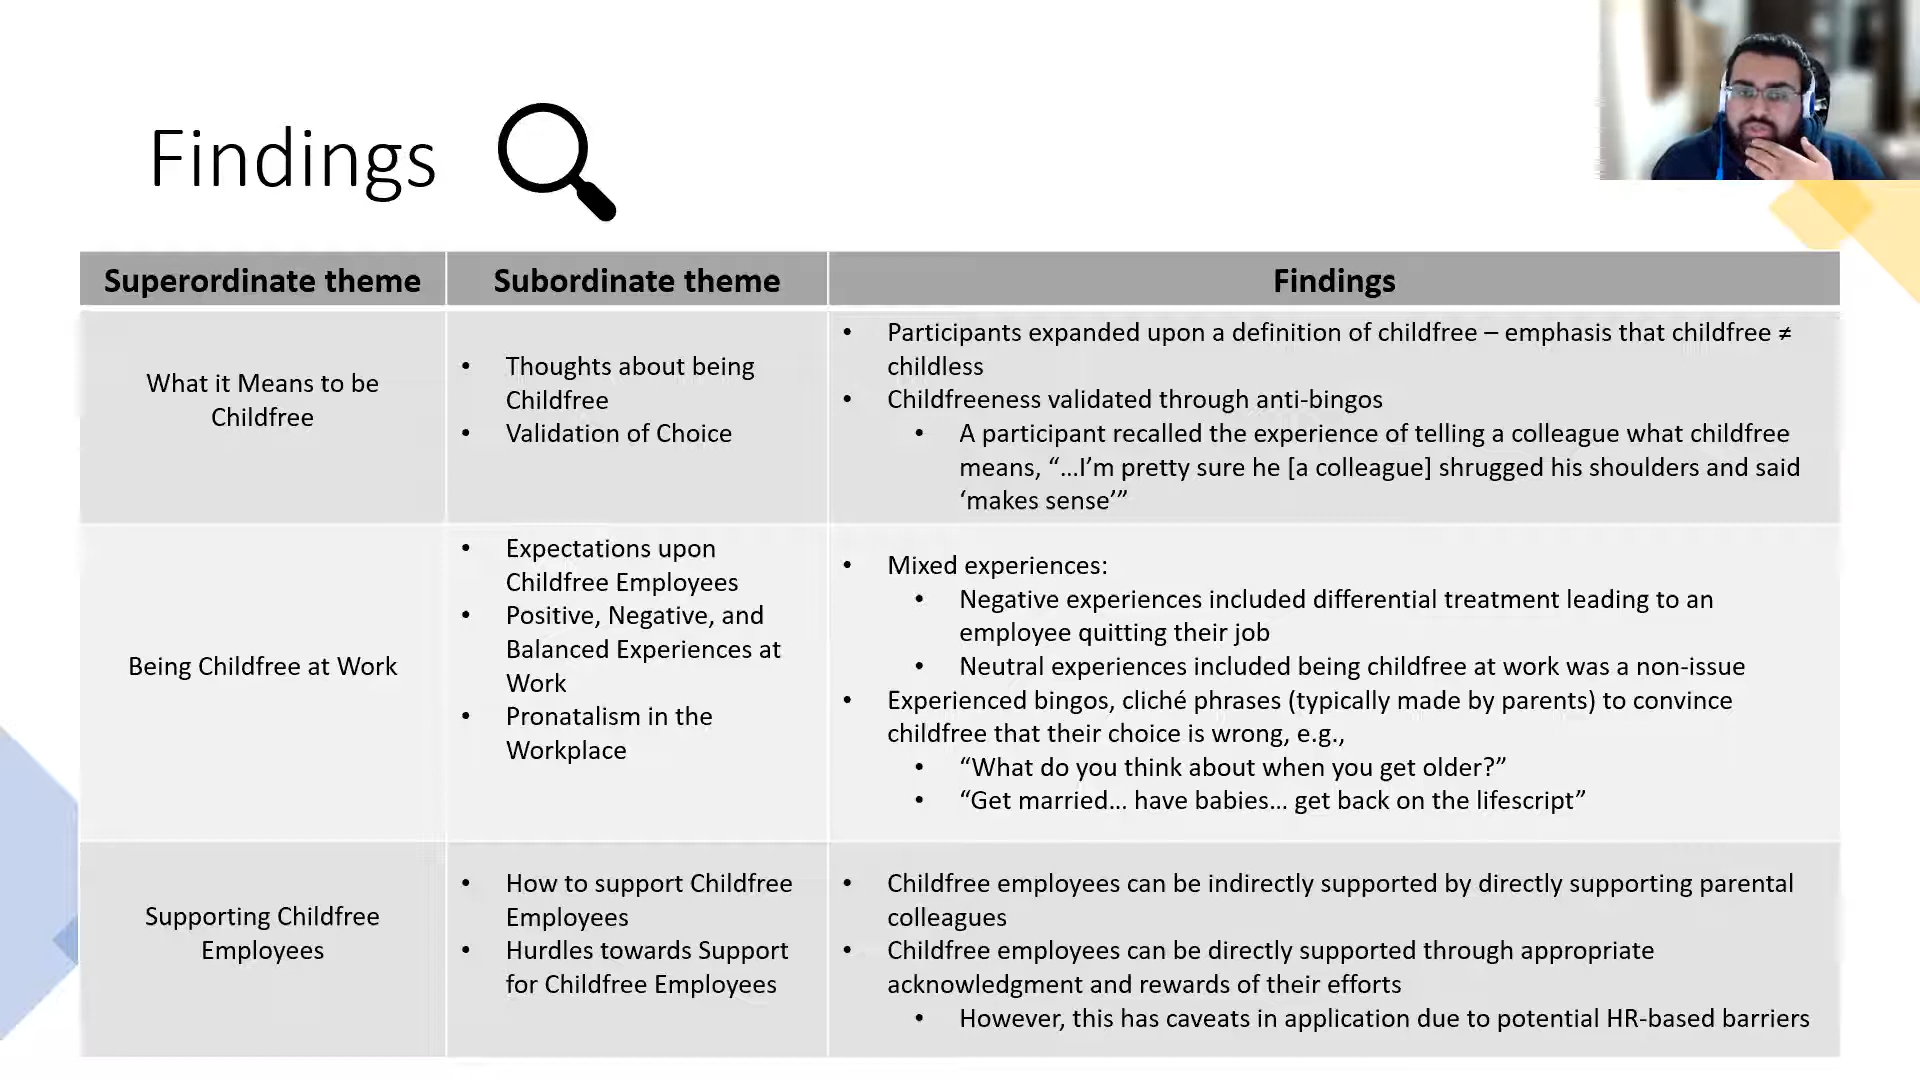 Findings
Superordinate theme
Subordinate theme
Findings
What it Means to be
Childfree
• Thoughts about being
Childfree
• Validation of Choice
• Participants expanded upon a definition of childfree – emphasis that childfree ≠
childless
• Childfreeness validated through anti-bingos
• A participant recalled the experience of telling a colleague what childfree
means, “…I’m pretty sure he [a colleague] shrugged his shoulders and said
‘makes sense’”
Being Childfree at Work
• Expectations upon
Childfree Employees
• Positive, Negative, and
Balanced Experiences at
Work
• Pronatalism in the
Workplace
• Mixed experiences:
• Negative experiences included differential treatment leading to an
employee quitting their job
• Neutral experiences included being childfree at work was a non-issue
• Experienced bingos, cliché phrases (typically made by parents) to convince
childfree that their choice is wrong, e.g.,
• “What do you think about when you get older?”
• “Get married… have babies… get back on the lifescript”
Supporting Childfree
Employees
• How to support Childfree
Employees
• Hurdles towards Support
for Childfree Employees
• Childfree employees can be indirectly supported by directly supporting parental
colleagues
• Childfree employees can be directly supported through appropriate
acknowledgment and rewards of their efforts
• However, this has caveats in application due to potential HR-based barriers